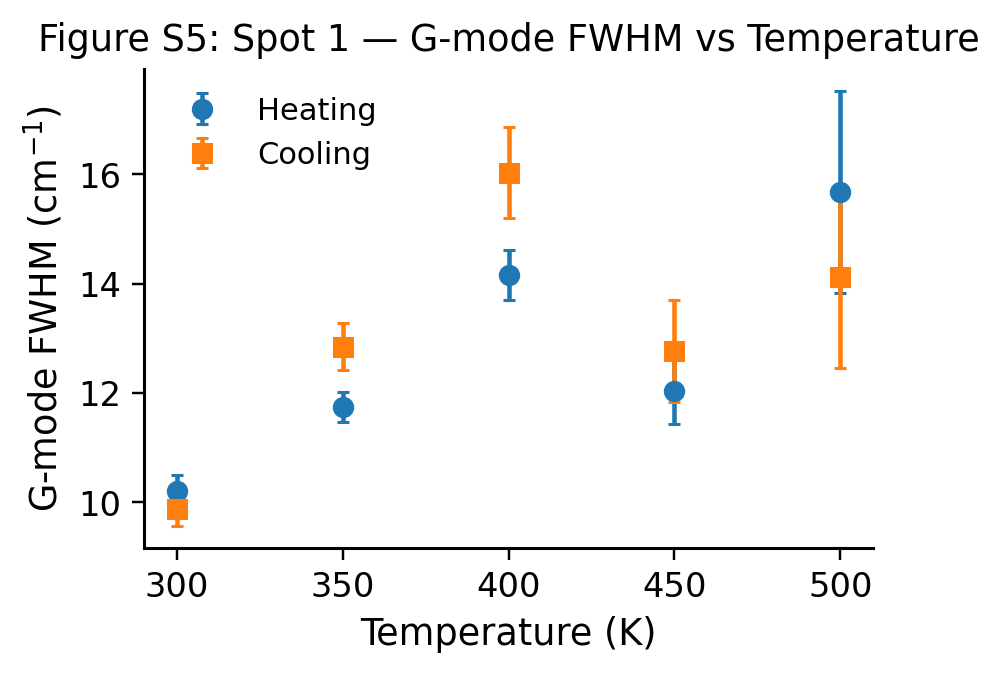 Figure S5: Spot 1 — G-mode FWHM vs Temperature
Heating
Cooling
G-mode FWHM (cm⁻¹)
16
14
12
10
300 350 400 450 500
Temperature (K)